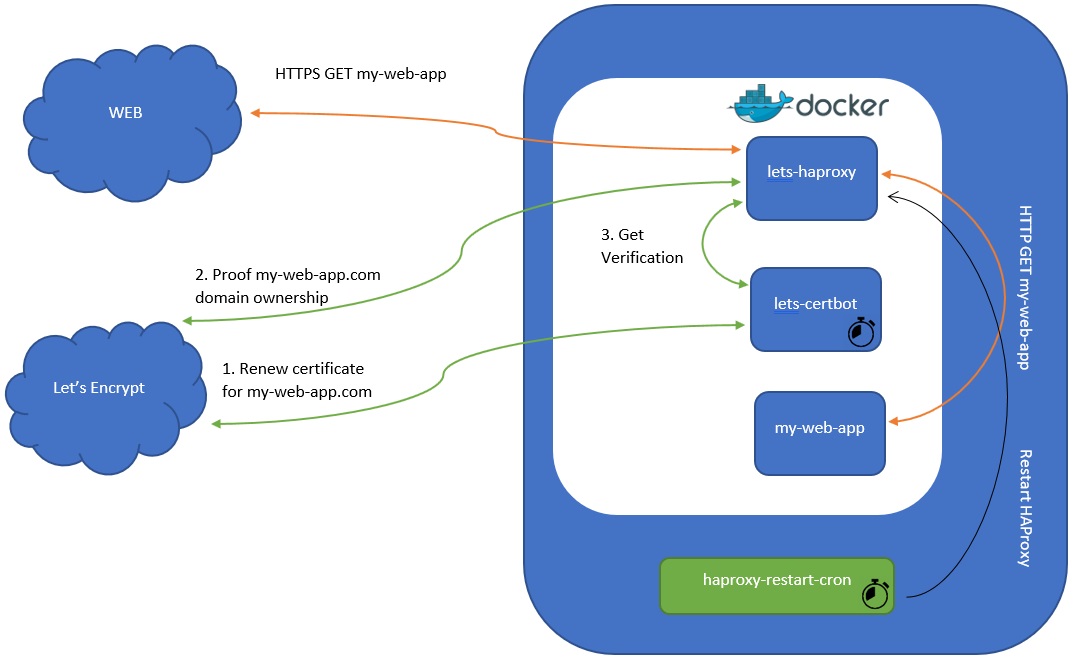 HTTPS GET my-web-app
WEB
docker
lets-haproxy
3. Get
Verification
2. Proof my-web-app.com
domain ownership
lets-certbot
HTTP GET my-web-app
1. Renew certificate
for my-web-app.com
Let’s Encrypt
my-web-app
Restart HAProxy
haproxy-restart-cron